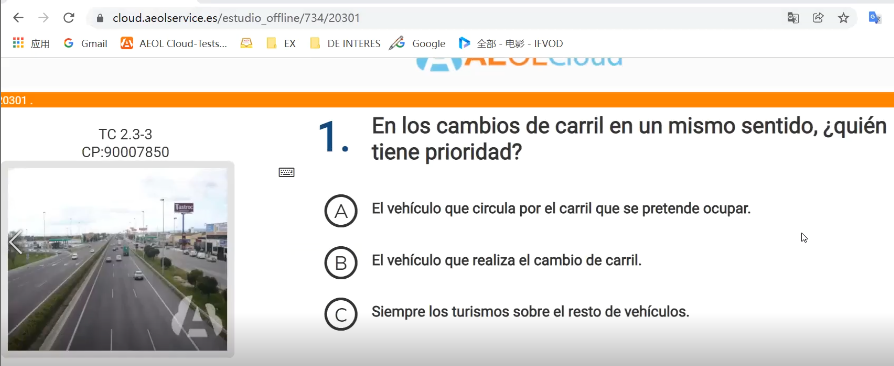 cloud.aeolservice.es/estudio_offline/734/20301
应用 Gmail AEOL Cloud-Tests... EX DE INTERES Google 全部 - 电影 - IFVOD
AEOLCloud
20301 .
TC 2.3-3
CP:90007850
1. En los cambios de carril en un mismo sentido, ¿quién
tiene prioridad?
A El vehículo que circula por el carril que se pretende ocupar.
B El vehículo que realiza el cambio de carril.
C Siempre los turismos sobre el resto de vehículos.